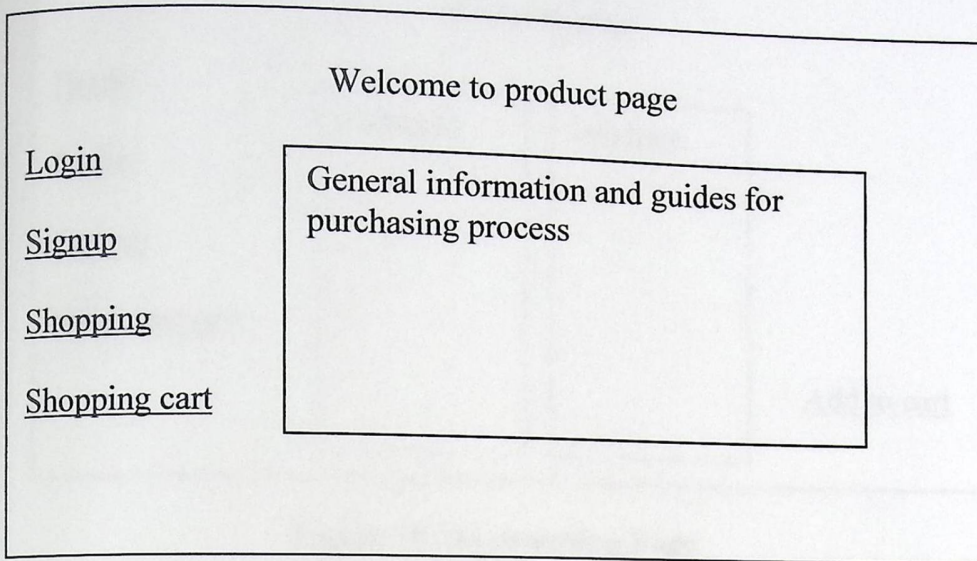 Welcome to product page
Login
Signup
Shopping
Shopping cart
General information and guides for
purchasing process